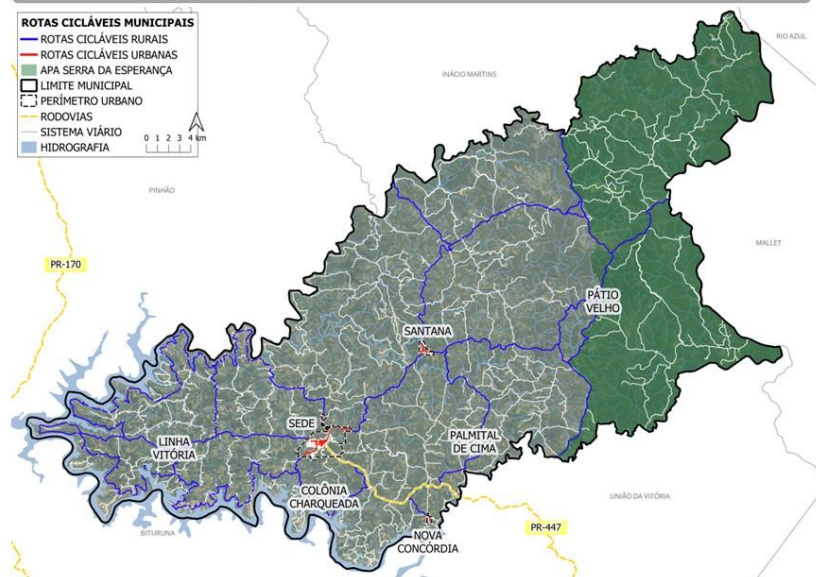 ROTAS CICLÁVEIS MUNICIPAIS
ROTAS CICLÁVEIS RURAIS
ROTAS CICLÁVEIS URBANAS
APA SERRA DA ESPERANÇA
LIMITE MUNICIPAL
PERÍMETRO URBANO
RODOVIAS
SISTEMA VIÁRIO
HIDROGRAFIA
0 1 2 3 4 km
RIO AZUL
INÁCIO MARTINS
PINHÃO
MALLET
PR-170
PÁTIO
VELHO
SANTANA
SEDE
LINHA
VITÓRIA
PALMITAL
DE CIMA
COLÔNIA
CHARQUEADA
UNIÃO DA VITÓRIA
BITURUNA
PR-447
NOVA
CONCÓRDIA